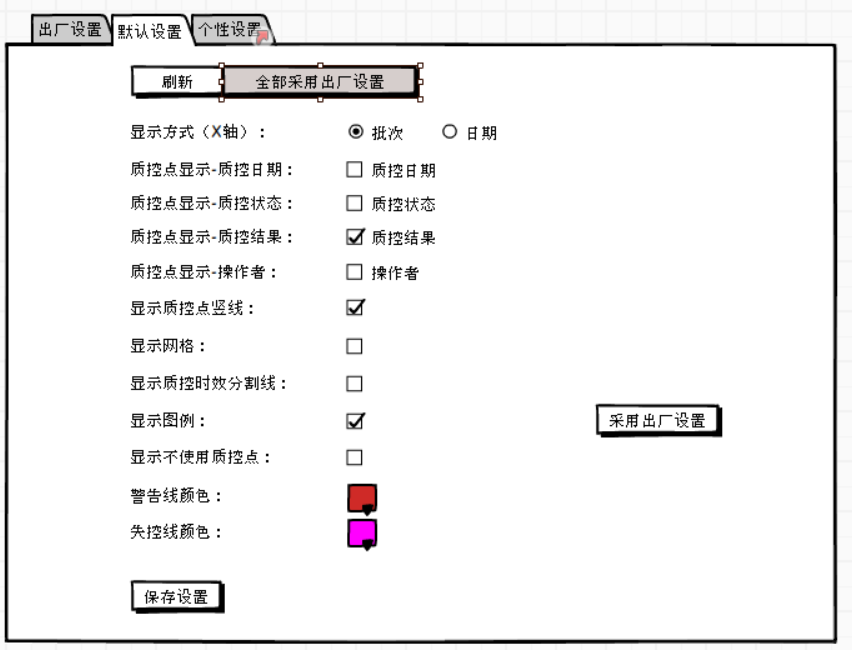 出厂设置 默认设置 个性设置
刷新 全部采用出厂设置
显示方式（X轴）： 批次 日期
质控点显示-质控日期： 质控日期
质控点显示-质控状态： 质控状态
质控点显示-质控结果： 质控结果
质控点显示-操作者： 操作者
显示质控点竖线：
显示网格：
显示质控时效分割线：
显示图例： 采用出厂设置
显示不使用质控点：
警告线颜色：
失控线颜色：
保存设置